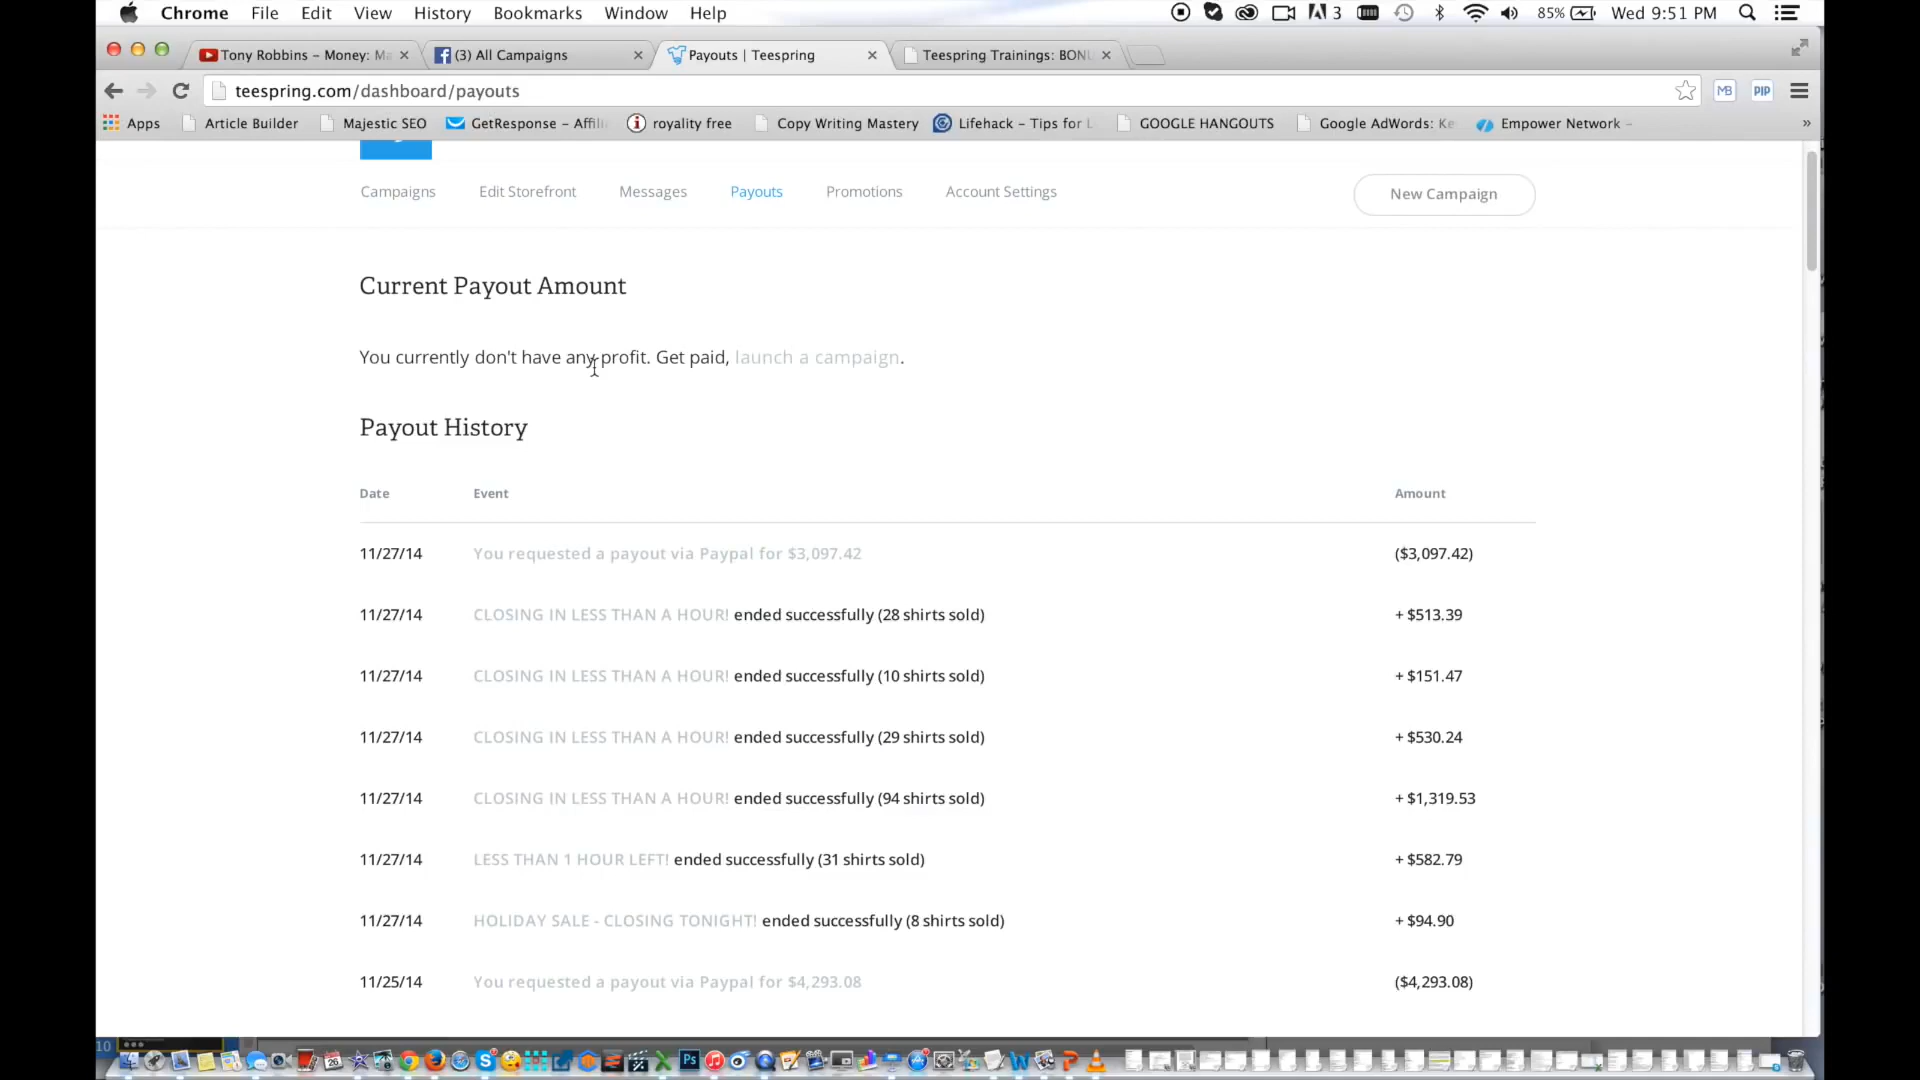 Chrome File Edit View History Bookmarks Window Help 3 85% Wed 9:51 PM
Tony Robbins – Money: Ma (3) All Campaigns Payouts | Teespring Teespring Trainings: BONU
teespring.com/dashboard/payouts MB PIP
Apps Article Builder Majestic SEO GetResponse – Affili royality free Copy Writing Mastery Lifehack – Tips for L GOOGLE HANGOUTS Google AdWords: Ke Empower Network – »
Campaigns Edit Storefront Messages Payouts Promotions Account Settings New Campaign
Current Payout Amount
You currently don't have any profit. Get paid, launch a campaign.
Payout History
Date Event Amount
11/27/14 You requested a payout via Paypal for $3,097.42 ($3,097.42)
11/27/14 CLOSING IN LESS THAN A HOUR! ended successfully (28 shirts sold) + $513.39
11/27/14 CLOSING IN LESS THAN A HOUR! ended successfully (10 shirts sold) + $151.47
11/27/14 CLOSING IN LESS THAN A HOUR! ended successfully (29 shirts sold) + $530.24
11/27/14 CLOSING IN LESS THAN A HOUR! ended successfully (94 shirts sold) + $1,319.53
11/27/14 LESS THAN 1 HOUR LEFT! ended successfully (31 shirts sold) + $582.79
11/27/14 HOLIDAY SALE - CLOSING TONIGHT! ended successfully (8 shirts sold) + $94.90
11/25/14 You requested a payout via Paypal for $4,293.08 ($4,293.08)
10